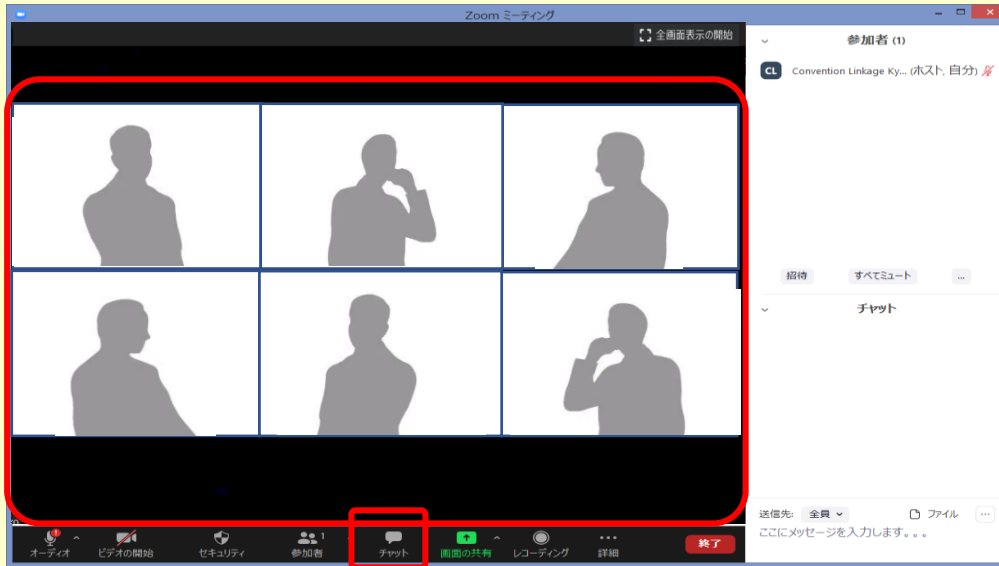 Zoom ミーティング
全画面表示の開始
参加者 (1)
CL Convention Linkage Ky... (ホスト, 自分)
招待 すべてミュート ...
チャット
送信先: 全員 ファイル ...
ここにメッセージを入力します。。。
オーディオ ビデオの開始 セキュリティ 参加者 1 チャット 画面の共有 レコーディング 詳細 終了